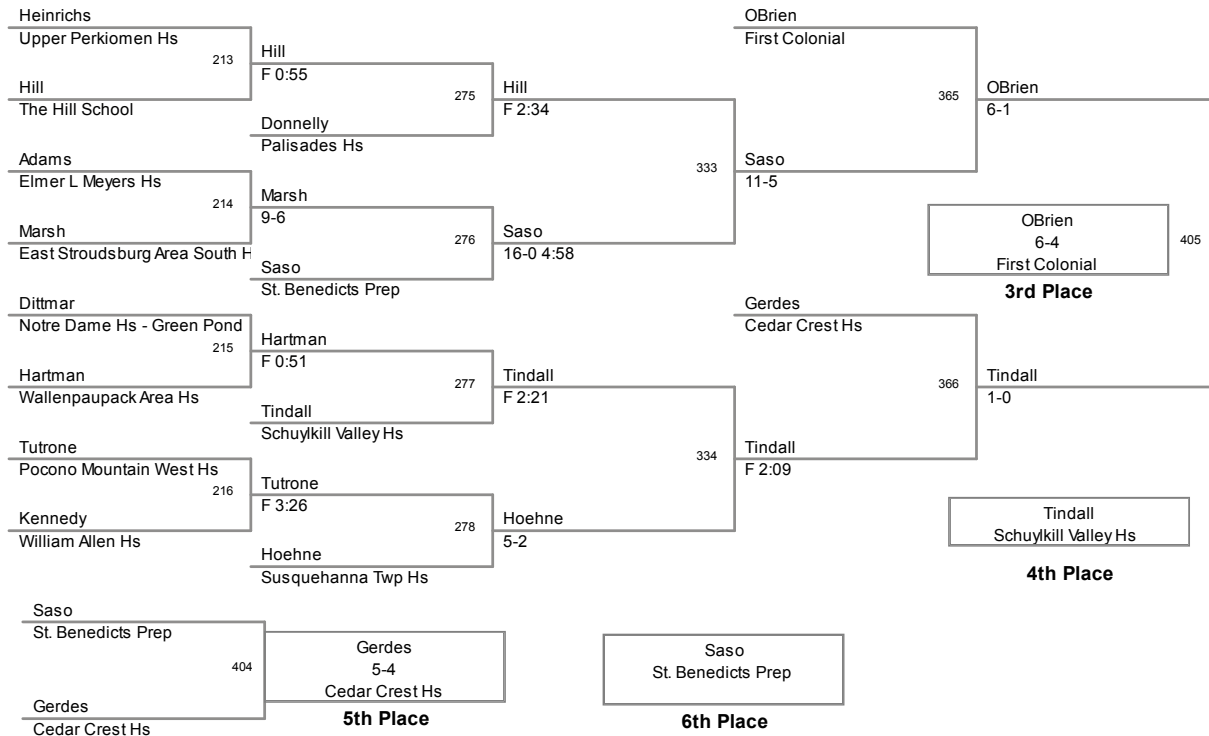 Heinrichs
Upper Perkiomen Hs
213
Hill
The Hill School
Hill
F 0:55
275
Donnelly
Palisades Hs
Hill
F 2:34
Adams
Elmer L Meyers Hs
214
Marsh
East Stroudsburg Area South H
Marsh
9-6
276
Saso
St. Benedicts Prep
Saso
16-0 4:58
333
Saso
11-5
OBrien
First Colonial
365
OBrien
6-1
OBrien
6-4
First Colonial
405
3rd Place
Dittmar
Notre Dame Hs - Green Pond
215
Hartman
Wallenpaupack Area Hs
Hartman
F 0:51
277
Tindall
Schuylkill Valley Hs
Tindall
F 2:21
Tutrone
Pocono Mountain West Hs
216
Kennedy
William Allen Hs
Tutrone
F 3:26
278
Hoehne
Susquehanna Twp Hs
Hoehne
5-2
334
Tindall
F 2:09
Gerdes
Cedar Crest Hs
366
Tindall
1-0
Tindall
Schuylkill Valley Hs
4th Place
Saso
St. Benedicts Prep
404
Gerdes
Cedar Crest Hs
Gerdes
5-4
Cedar Crest Hs
5th Place
Saso
St. Benedicts Prep
6th Place